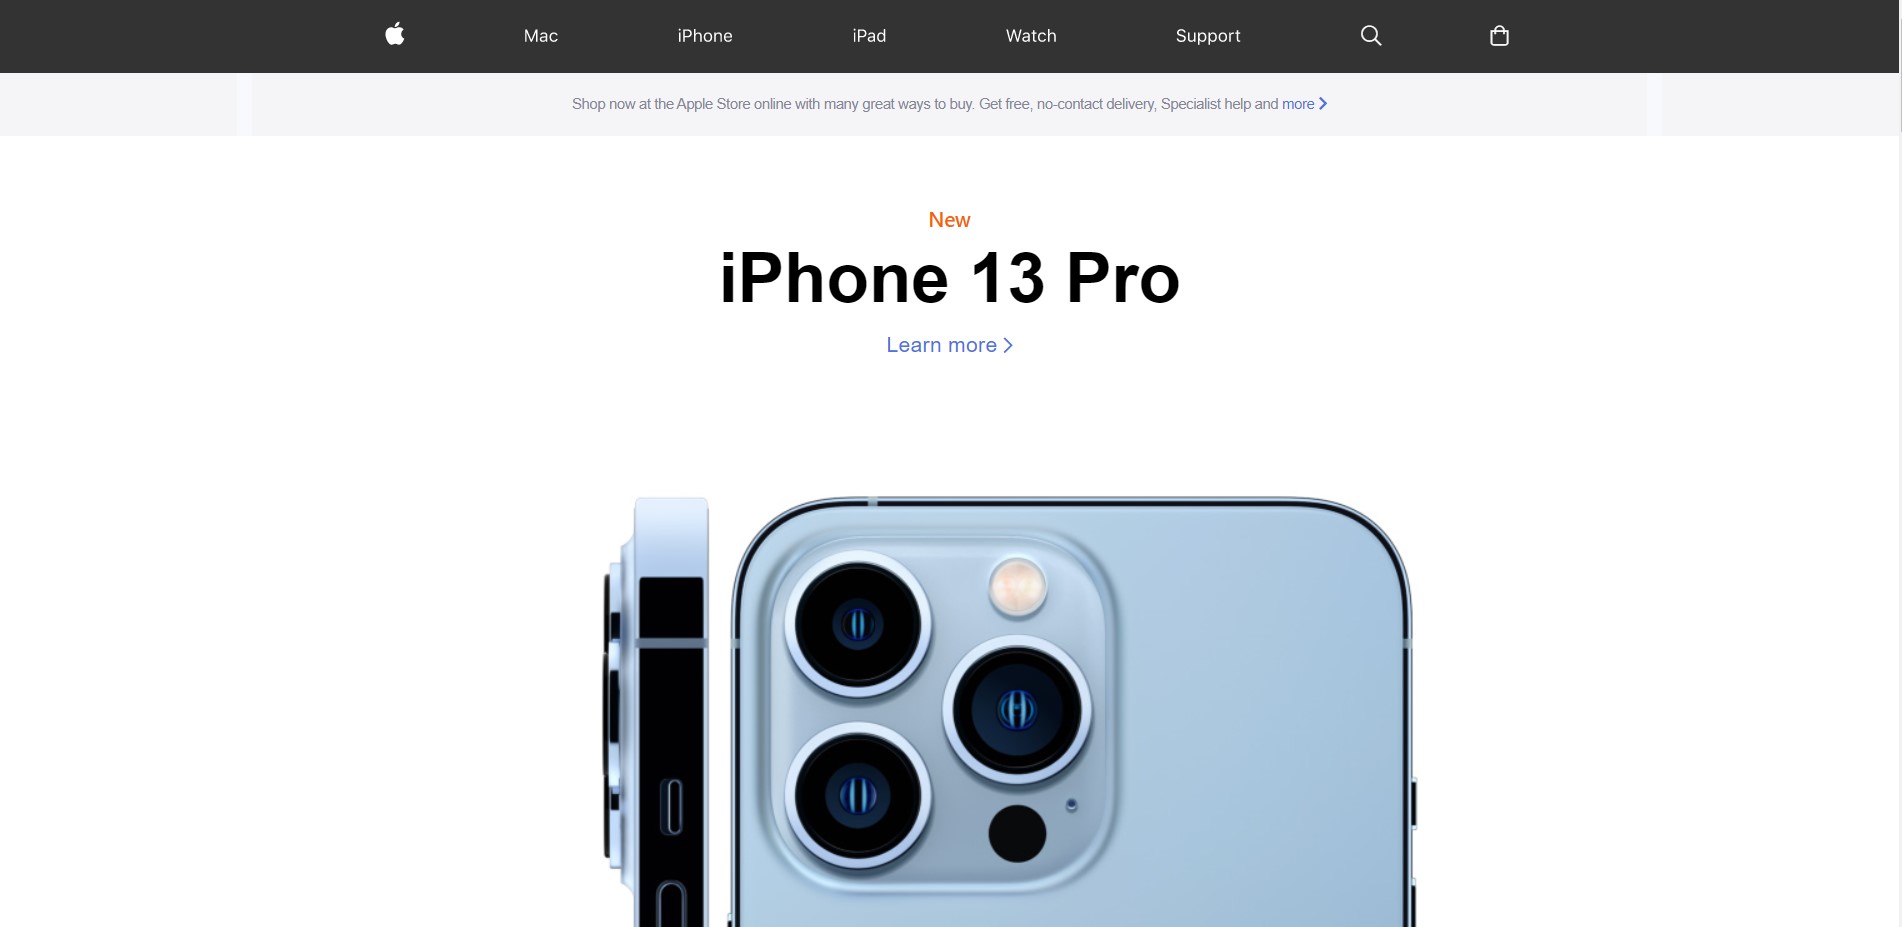 Mac iPhone iPad Watch Support
Shop now at the Apple Store online with many great ways to buy. Get free, no-contact delivery, Specialist help and more
New
iPhone 13 Pro
Learn more